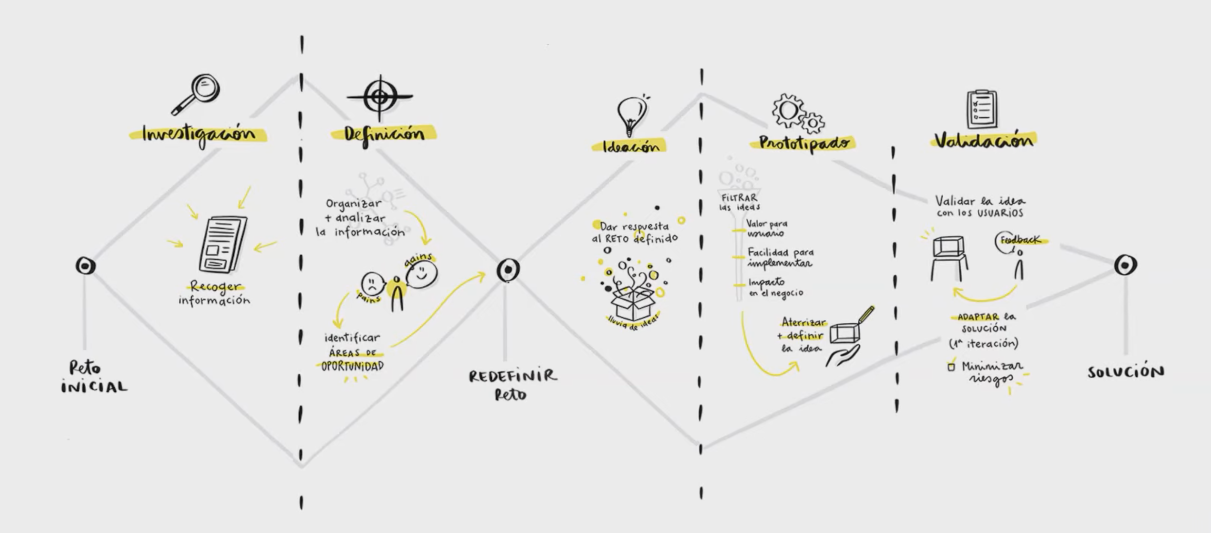 Investigación
Recoger
información
Reto
INICIAL
Definición
Organizar
+ analizar
la información
gains
pains
identificar
ÁREAS DE
OPORTUNIDAD
REDEFINIR
Reto
Ideación
Dar respuesta
al RETO definido
lluvia de ideas
Prototipado
FILTRAR
las ideas
Valor para
usuario
Facilidad para
implementar
Impacto
en el negocio
Aterrizar
+ definir
la idea
Validación
Validar la idea
con los USUARIOS
Feedback
ADAPTAR la
SOLUCIÓN
(1ª iteración)
Minimizar
riesgos
SOLUCIÓN